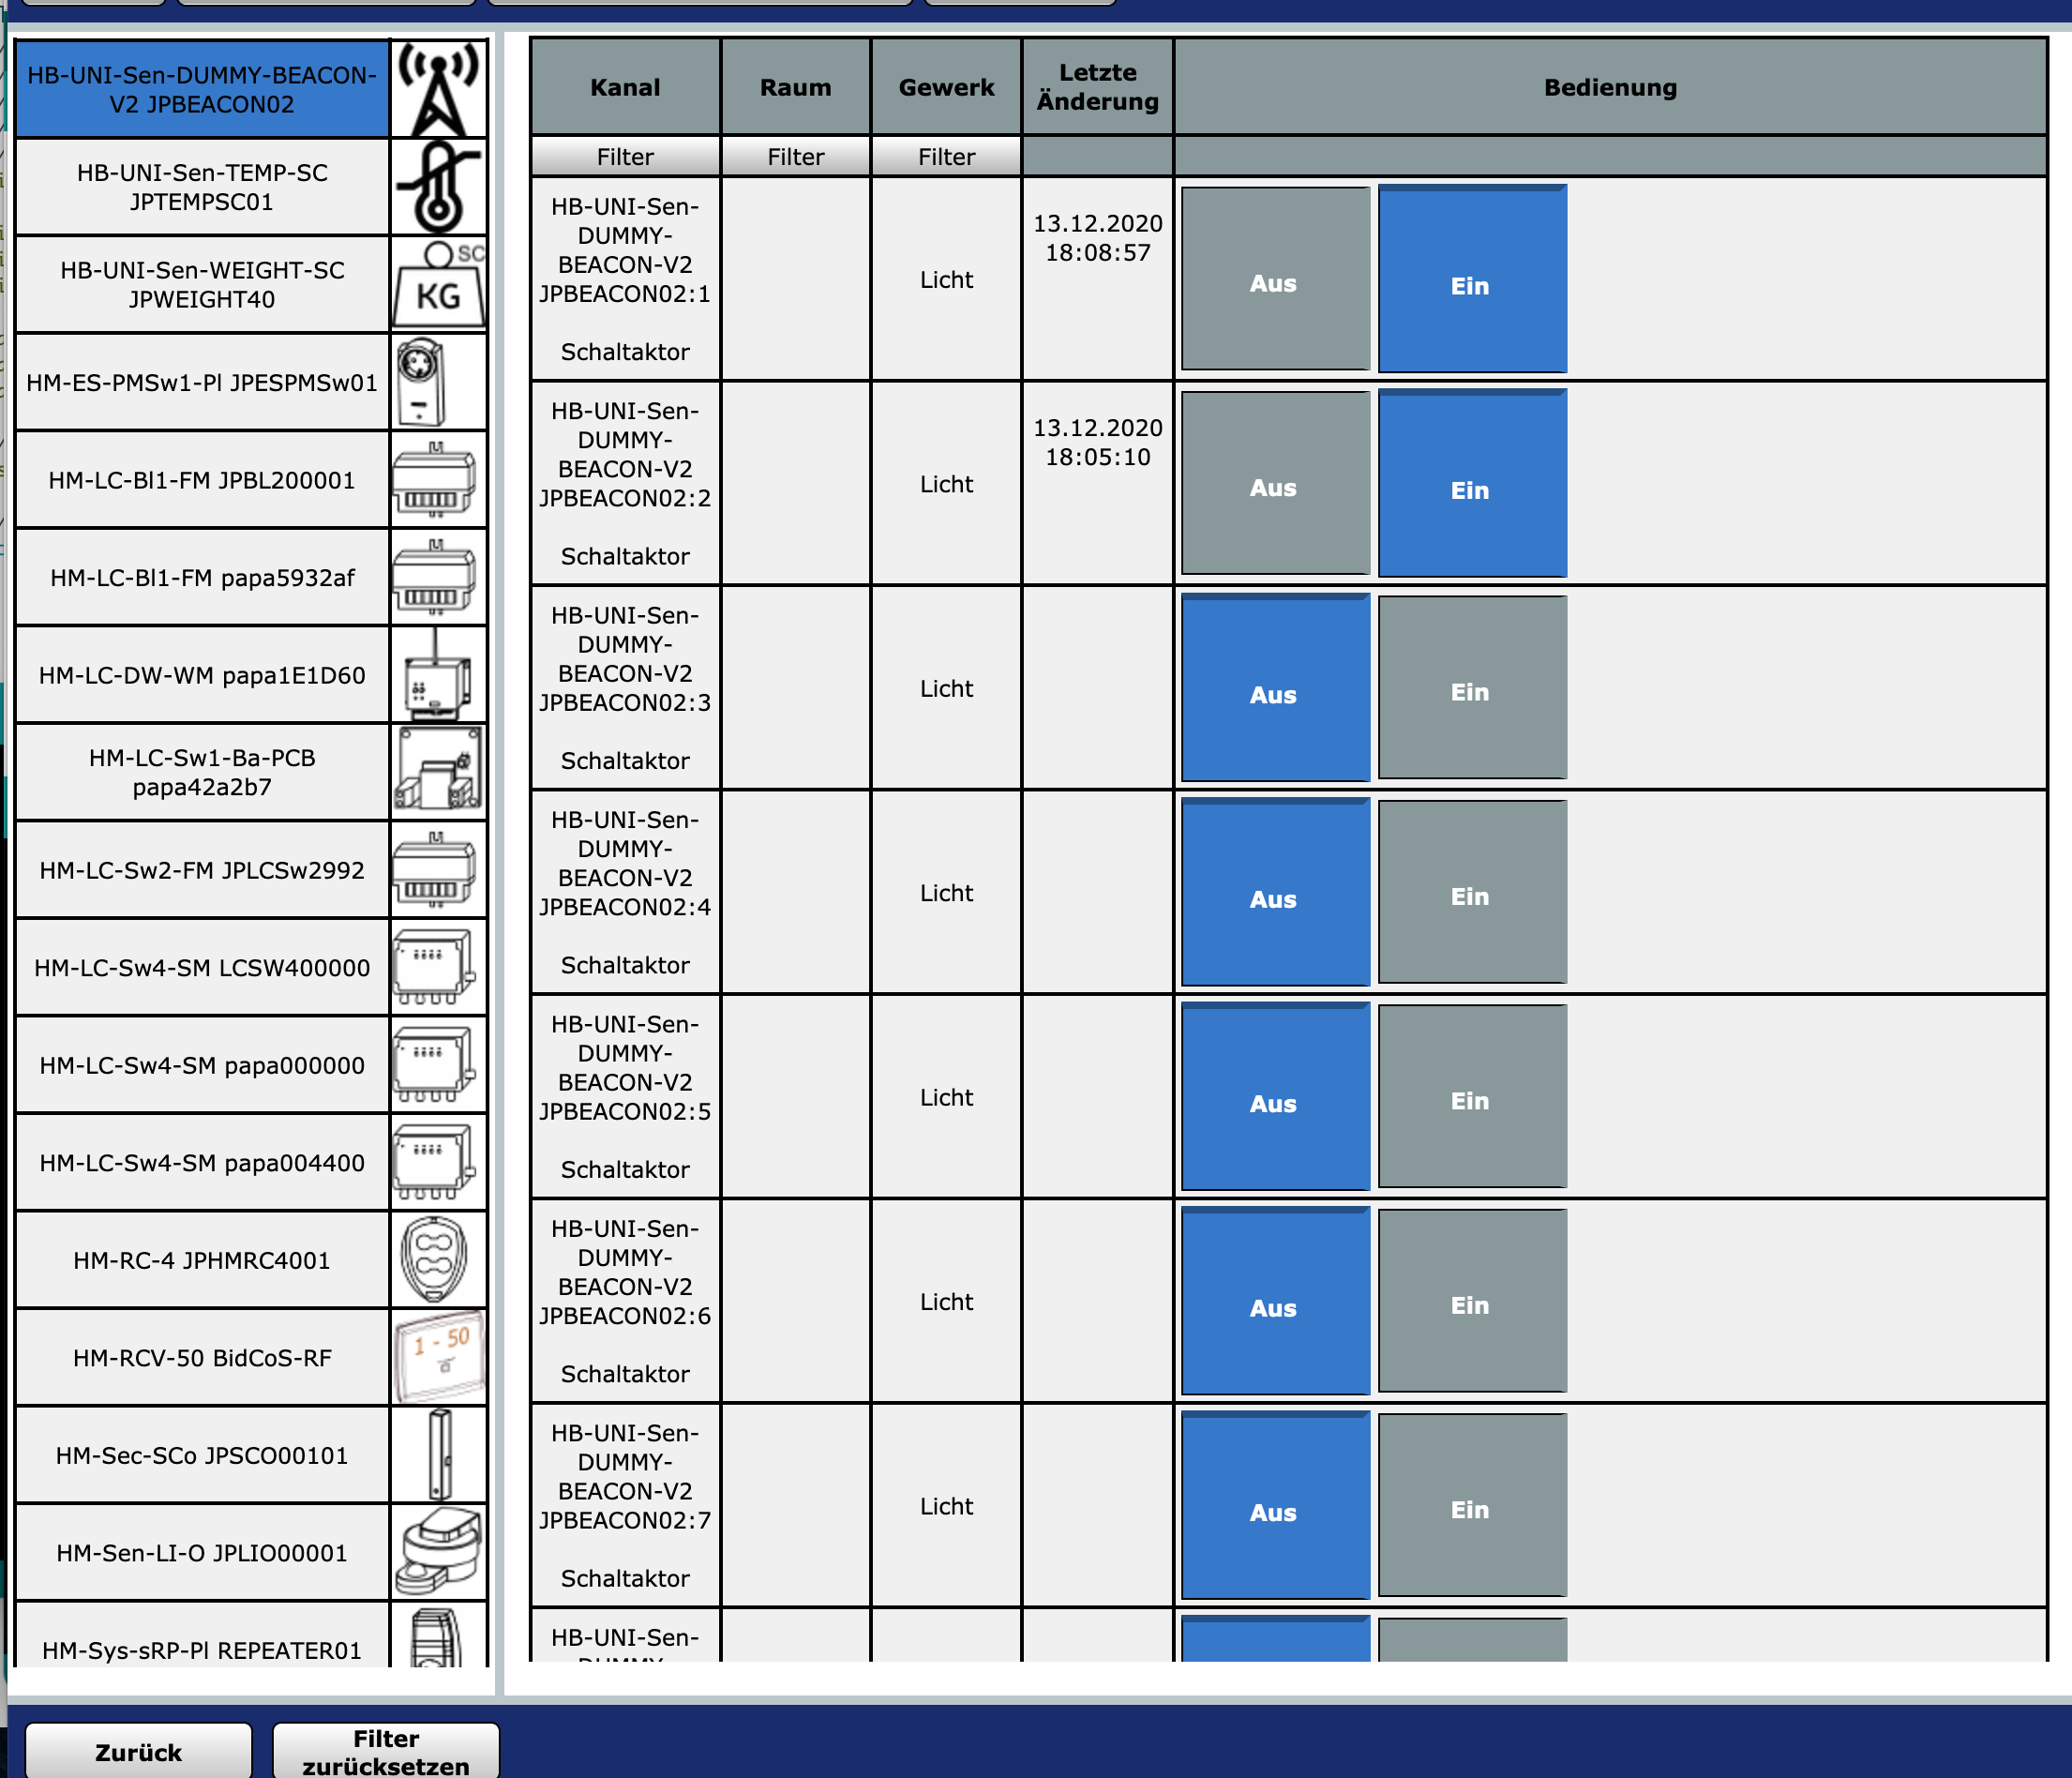 HB-UNI-Sen-DUMMY-BEACON-
V2 JPBEACON02
HB-UNI-Sen-TEMP-SC
JPTEMPSC01
HB-UNI-Sen-WEIGHT-SC
JPWEIGHT40
SC
KG
HM-ES-PMSw1-Pl JPESPMSw01
HM-LC-Bl1-FM JPBL200001
HM-LC-Bl1-FM papa5932af
HM-LC-DW-WM papa1E1D60
HM-LC-Sw1-Ba-PCB
papa42a2b7
HM-LC-Sw2-FM JPLCSw2992
HM-LC-Sw4-SM LCSW400000
HM-LC-Sw4-SM papa000000
HM-LC-Sw4-SM papa004400
HM-RC-4 JPHMRC4001
HM-RCV-50 BidCoS-RF
1 - 50
HM-Sec-SCo JPSCO00101
HM-Sen-LI-O JPLIO00001
HM-Sys-sRP-Pl REPEATER01
Kanal
Raum
Gewerk
Letzte
Änderung
Bedienung
Filter
Filter
Filter
HB-UNI-Sen-
DUMMY-
BEACON-V2
JPBEACON02:1
Schaltaktor
Licht
13.12.2020
18:08:57
Aus
Ein
HB-UNI-Sen-
DUMMY-
BEACON-V2
JPBEACON02:2
Schaltaktor
Licht
13.12.2020
18:05:10
Aus
Ein
HB-UNI-Sen-
DUMMY-
BEACON-V2
JPBEACON02:3
Schaltaktor
Licht
Aus
Ein
HB-UNI-Sen-
DUMMY-
BEACON-V2
JPBEACON02:4
Schaltaktor
Licht
Aus
Ein
HB-UNI-Sen-
DUMMY-
BEACON-V2
JPBEACON02:5
Schaltaktor
Licht
Aus
Ein
HB-UNI-Sen-
DUMMY-
BEACON-V2
JPBEACON02:6
Schaltaktor
Licht
Aus
Ein
HB-UNI-Sen-
DUMMY-
BEACON-V2
JPBEACON02:7
Schaltaktor
Licht
Aus
Ein
HB-UNI-Sen-
DUMMY-
Zurück
Filter
zurücksetzen